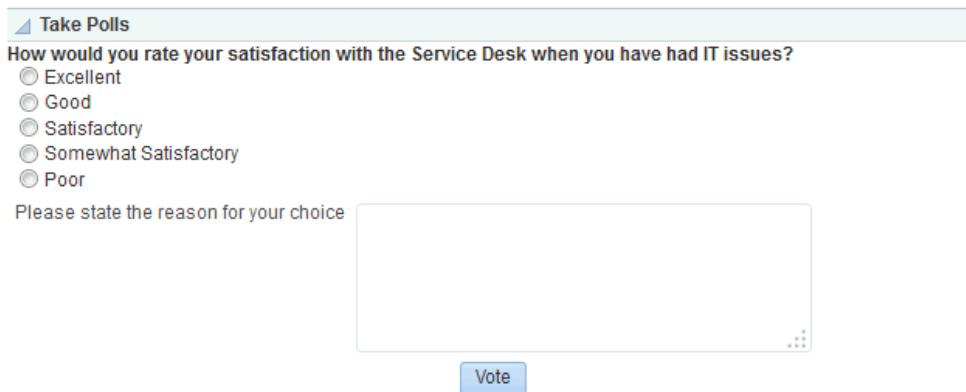 Take Polls
How would you rate your satisfaction with the Service Desk when you have had IT issues?
Excellent
Good
Satisfactory
Somewhat Satisfactory
Poor
Please state the reason for your choice
Vote